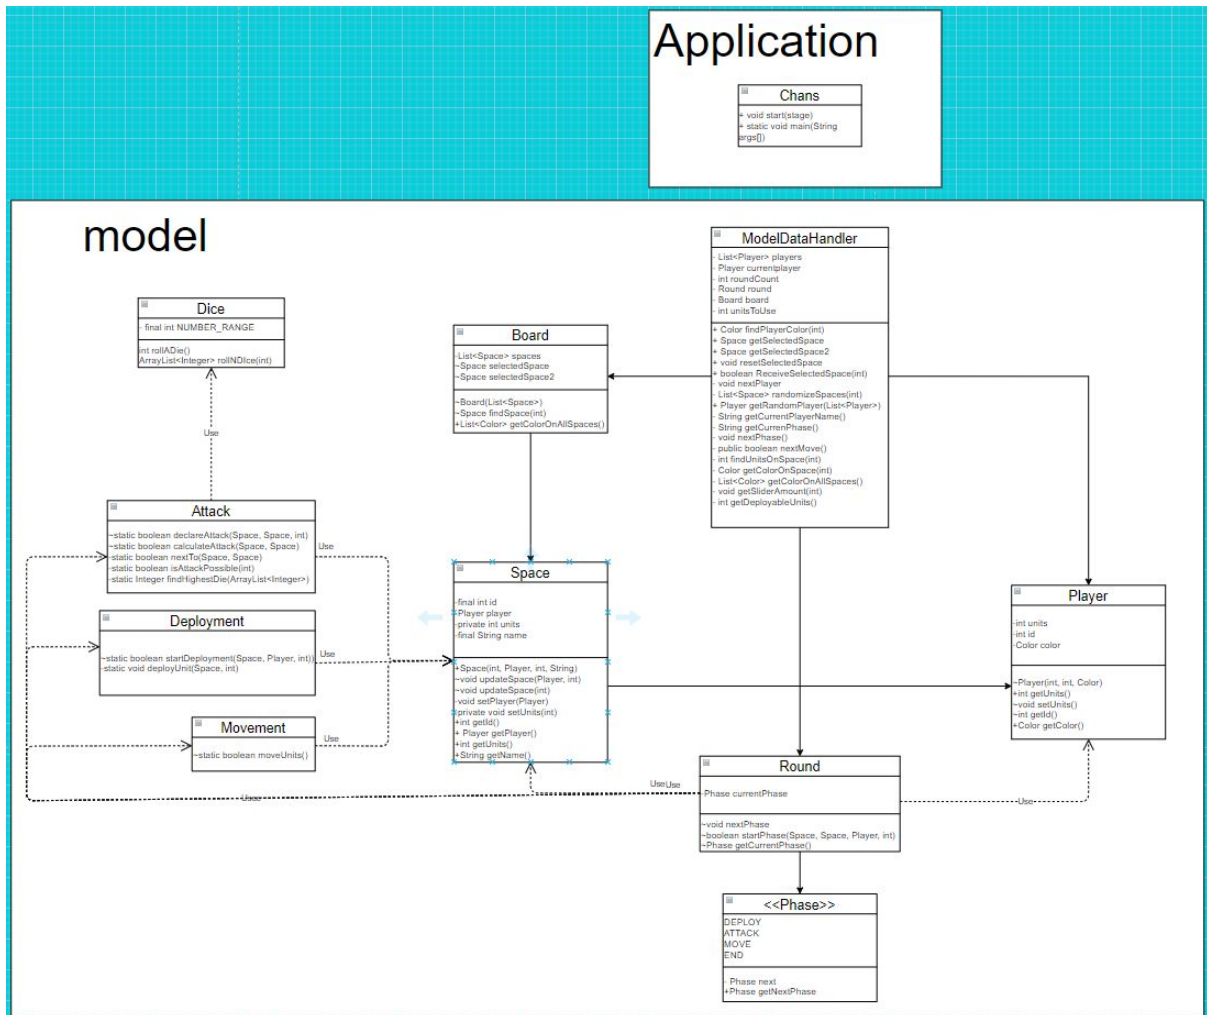 Application
Chans
+ void start(stage)
+ static void main(String
args[])
model
ModelDataHandler
- List<Player> players
- Player currentplayer
- int roundCount
- Round round
- Board board
- int unitsToUse
+ Color findPlayerColor(int)
+ Space getSelectedSpace
+ Space getSelectedSpace2
+ void resetSelectedSpace
+ boolean ReceiveSelectedSpace(int)
- void nextPlayer
- List<Space> randomizeSpaces(int)
+ Player getRandomPlayer(List<Player>)
- String getCurrentPlayerName()
- String getCurrenPhase()
- void nextPhase()
- public boolean nextMove()
- int findUnitsOnSpace(int)
- Color getColorOnSpace(int)
- List<Color> getColorOnAllSpaces()
- void getSliderAmount(int)
- int getDeployableUnits()
Dice
- final int NUMBER_RANGE
int rollADie()
ArrayList<Integer> rollNDIce(int)
Use
Board
-List<Space> spaces
~Space selectedSpace
~Space selectedSpace2
~Board(List<Space>)
~Space findSpace(int)
+List<Color> getColorOnAllSpaces()
Attack
~static boolean declareAttack(Space, Space, int)
~static boolean calculateAttack(Space, Space)
-static boolean nextTo(Space, Space)
-static boolean isAttackPossible(int)
-static Integer findHighestDie(ArrayList<Integer>)
Use
Deployment
~static boolean startDeployment(Space, Player, int))
-static void deployUnit(Space, int)
Use
Movement
~static boolean moveUnits()
Use
Space
-final int id
-Player player
-private int units
-final String name
+Space(int, Player, int, String)
~void updateSpace(Player, int)
~void updateSpace(int)
-void setPlayer(Player)
-private void setUnits(int)
+int getId()
+ Player getPlayer()
+int getUnits()
+String getName()
Player
-int units
-int id
-Color color
~Player(int, int, Color)
+int getUnits()
~void setUnits()
~int getId()
+Color getColor()
Round
-Phase currentPhase
~void nextPhase
~boolean startPhase(Space, Space, Player, int)
~Phase getCurrentPhase()
UseUse
Use
<<Phase>>
DEPLOY
ATTACK
MOVE
END
- Phase next
+Phase getNextPhase